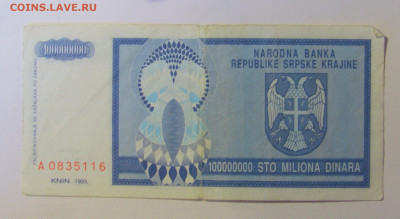 COINS.LAVE.RU
100000000
NARODNA BANKA
REPUBLIKE SRPSKE KRAJINE
A 0835116
KNIN 1993.
100000000 STO MILIONA DINARA